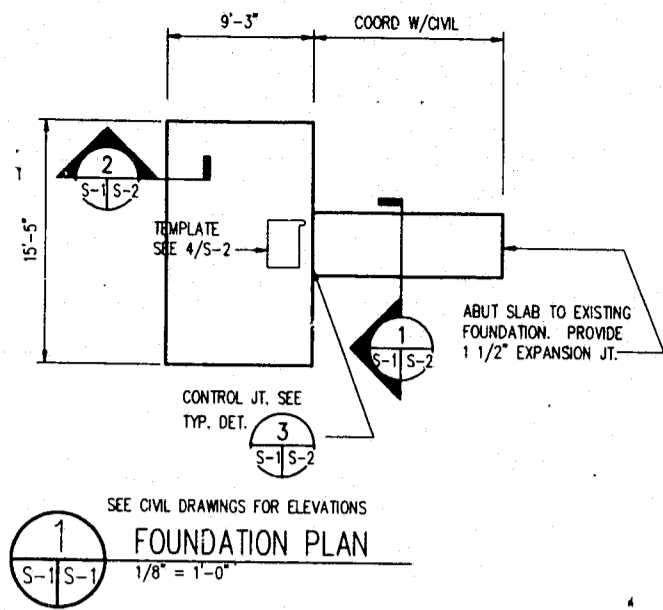 9'-3"
COORD W/CIVIL
2
S-1 S-2
15'-5"
TEMPLATE
SEE 4/S-2
1
S-1 S-2
ABUT SLAB TO EXISTING
FOUNDATION. PROVIDE
1 1/2" EXPANSION JT.
CONTROL JT. SEE
TYP. DET.
3
S-1 S-2
SEE CIVIL DRAWINGS FOR ELEVATIONS
1
S-1 S-1
FOUNDATION PLAN
1/8" = 1'-0"